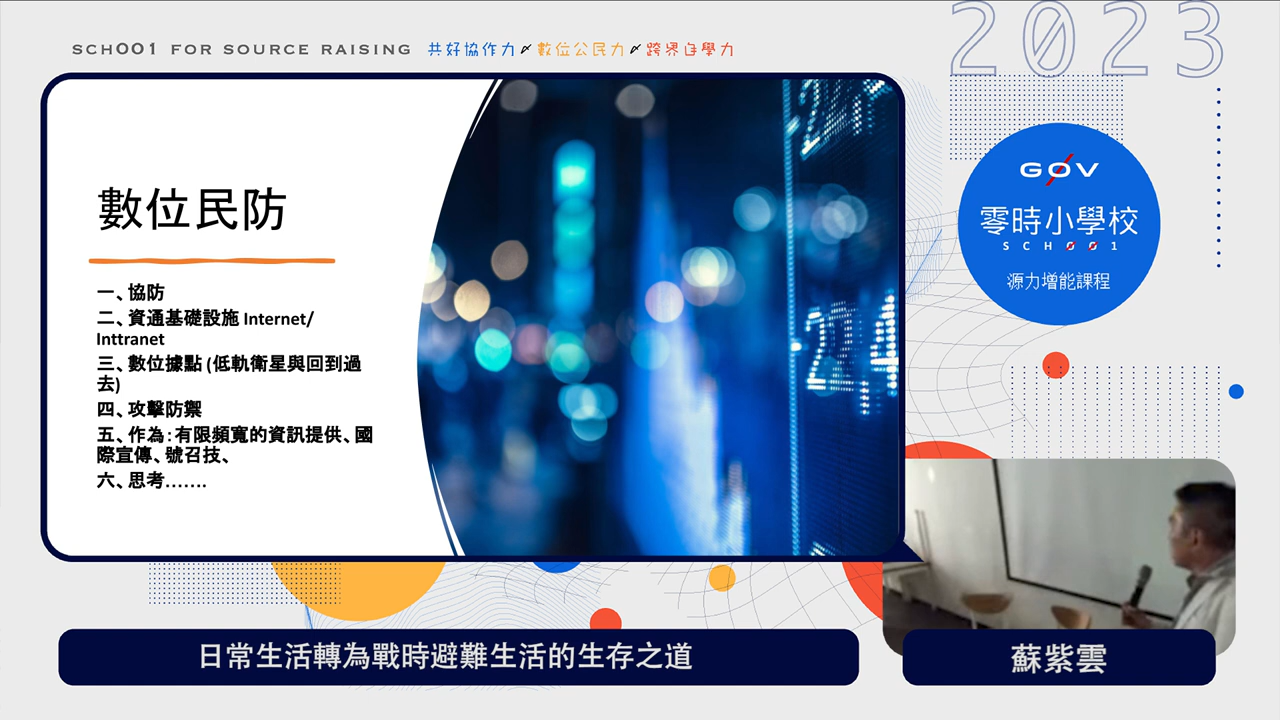 SCHOO1 FOR SOURCE RAISING 共好協作力 數位公民力 跨界自學力
2023
G0V
零時小學校
SCH001
源力增能課程
數位民防
一、協防
二、資通基礎設施 Internet/
Inttranet
三、數位據點 (低軌衛星與回到過
去)
四、攻擊防禦
五、作為：有限頻寬的資訊提供、國
際宣傳、號召技、
六、思考.......
214
日常生活轉為戰時避難生活的生存之道
蘇紫雲